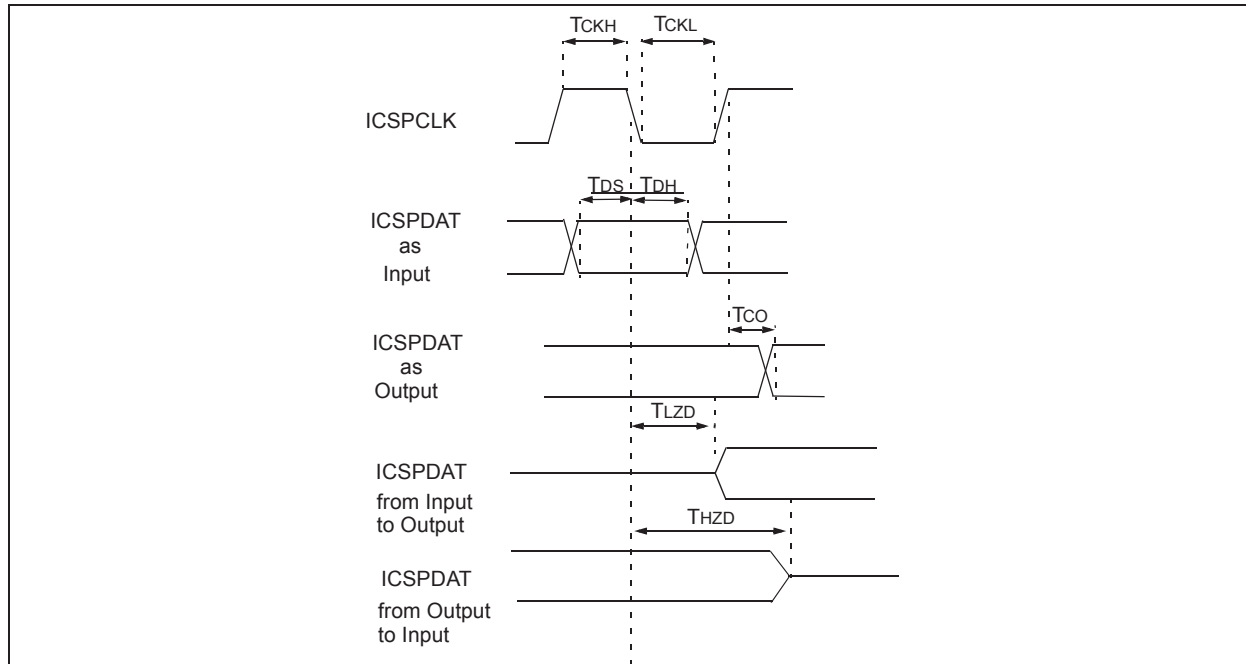 TCKH
TCKL
ICSPCLK
TDS
TDH
ICSPDAT
as
Input
TCO
ICSPDAT
as
Output
TLZD
ICSPDAT
from Input
to Output
THZD
ICSPDAT
from Output
to Input